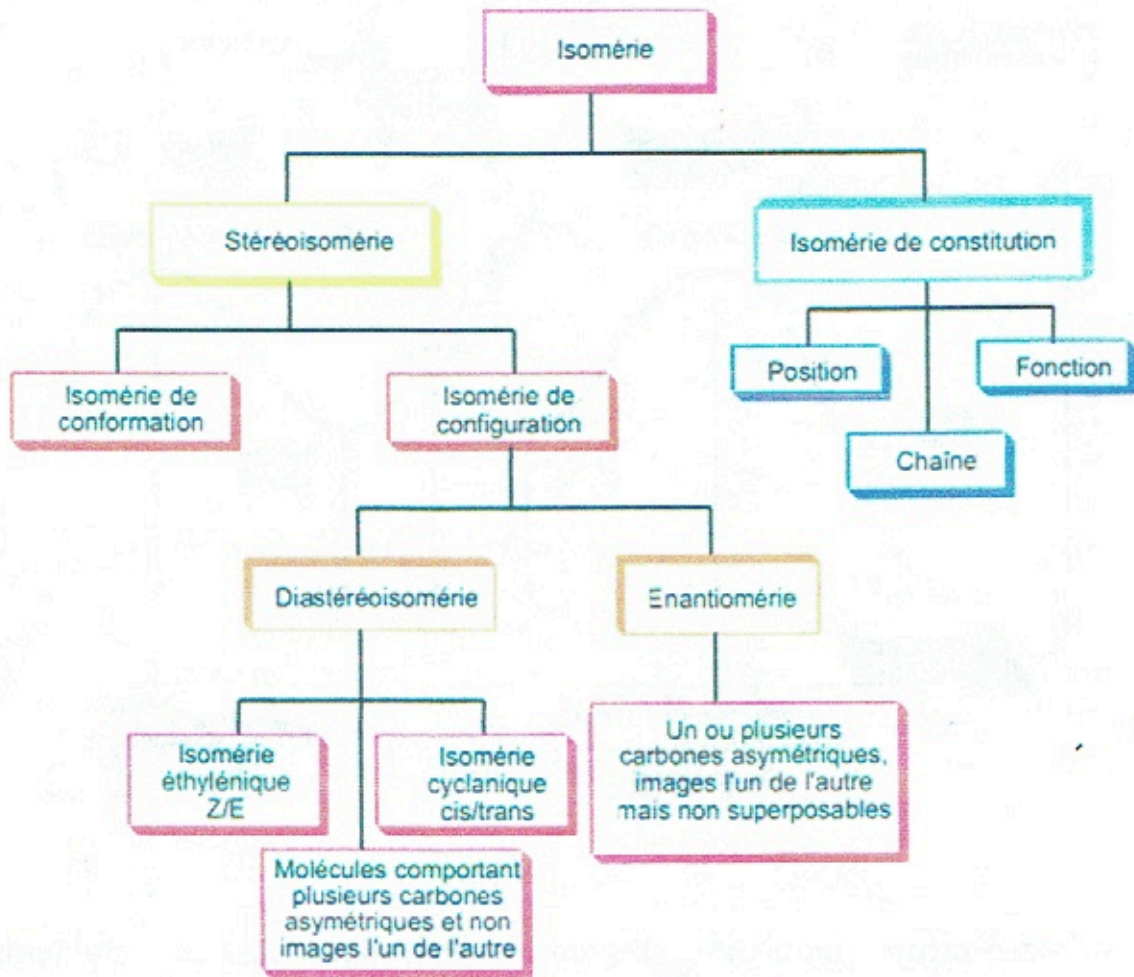 Isomérie
Stéréoisomérie
Isomérie de constitution
Isomérie de
conformation
Isomérie de
configuration
Position
Fonction
Chaîne
Diastéréoisomérie
Enantiomérie
Isomérie
éthylénique
Z/E
Isomérie
cyclanique
cis/trans
Un ou plusieurs
carbones asymétriques,
images l'un de l'autre
mais non superposables
Molécules comportant
plusieurs carbones
asymétriques et non
images l'un de l'autre